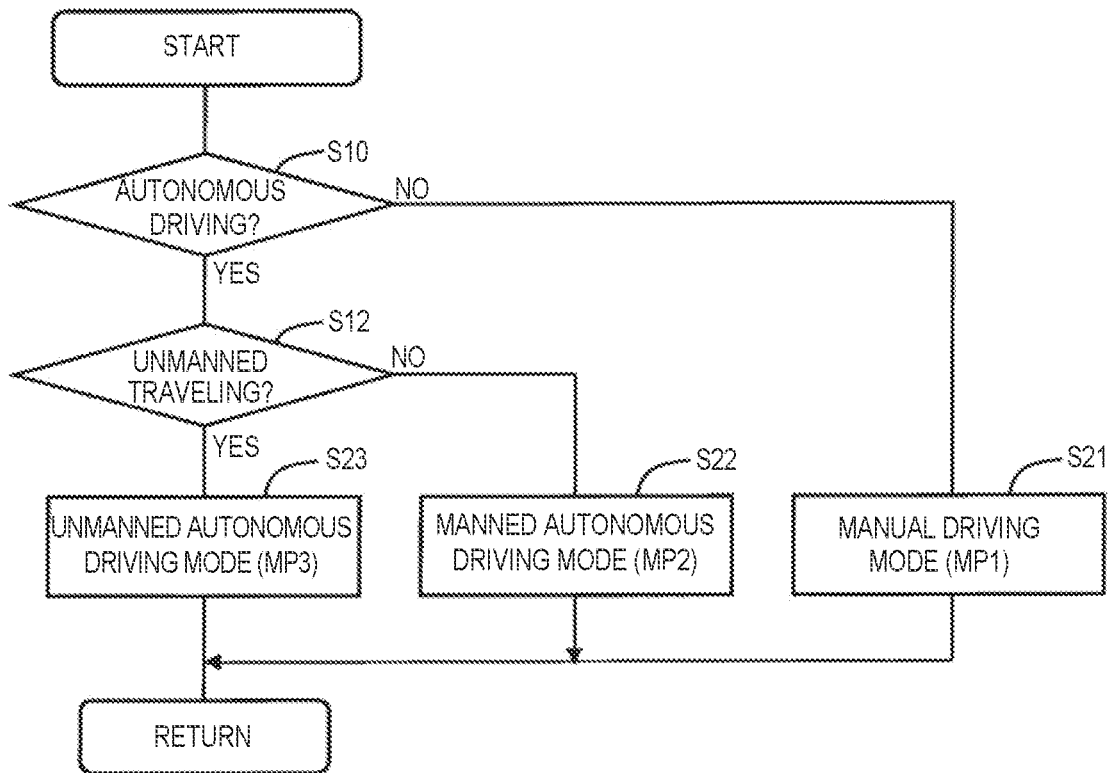 START
S10
AUTONOMOUS
DRIVING?
NO
YES
S12
UNMANNED
TRAVELING?
NO
YES
S23
UNMANNED AUTONOMOUS
DRIVING MODE (MP3)
S22
MANNED AUTONOMOUS
DRIVING MODE (MP2)
S21
MANUAL DRIVING
MODE (MP1)
RETURN